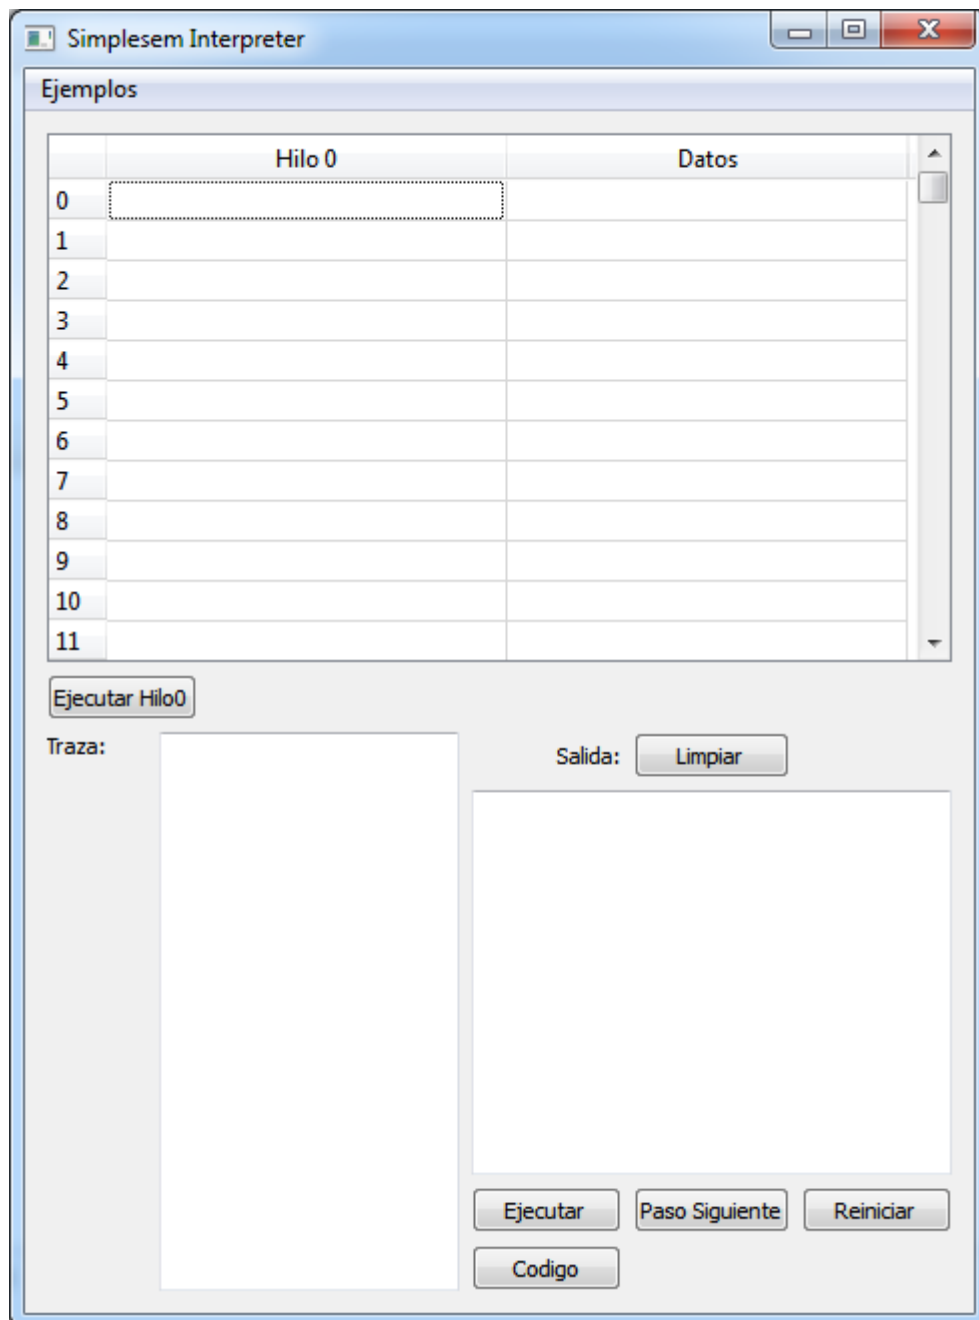 Simplesem Interpreter
Ejemplos
Hilo 0 Datos
0
1
2
3
4
5
6
7
8
9
10
11
Ejecutar Hilo0
Traza:
Salida: Limpiar
Ejecutar Paso Siguiente Reiniciar
Codigo